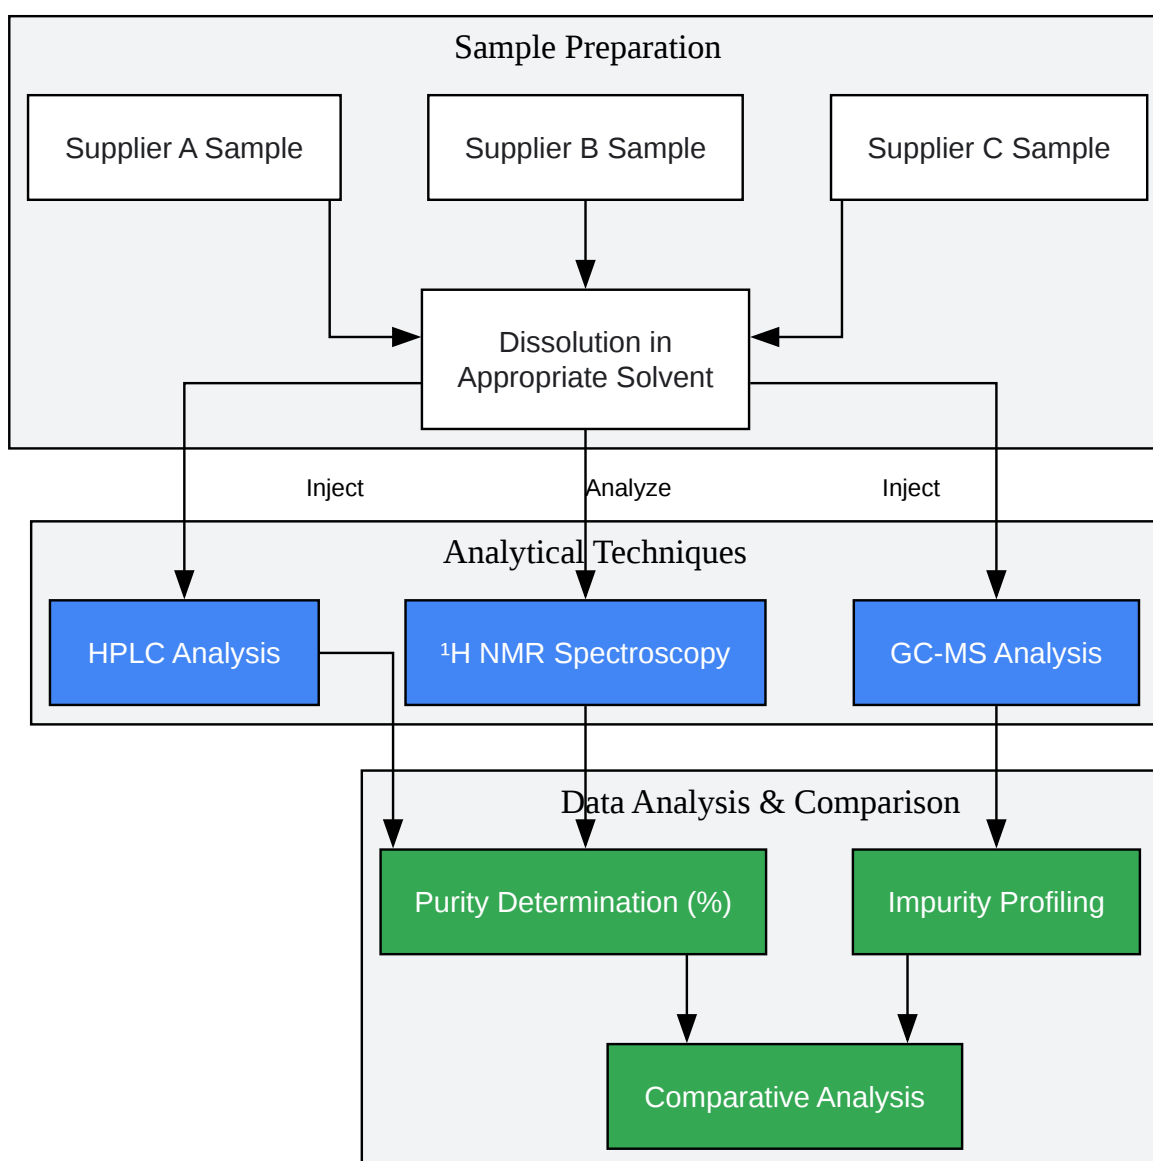 Sample Preparation
Supplier A Sample
Supplier B Sample
Supplier C Sample
Dissolution in
Appropriate Solvent
Inject
Analyze
Inject
Analytical Techniques
HPLC Analysis
¹H NMR Spectroscopy
GC-MS Analysis
Data Analysis & Comparison
Purity Determination (%)
Impurity Profiling
Comparative Analysis